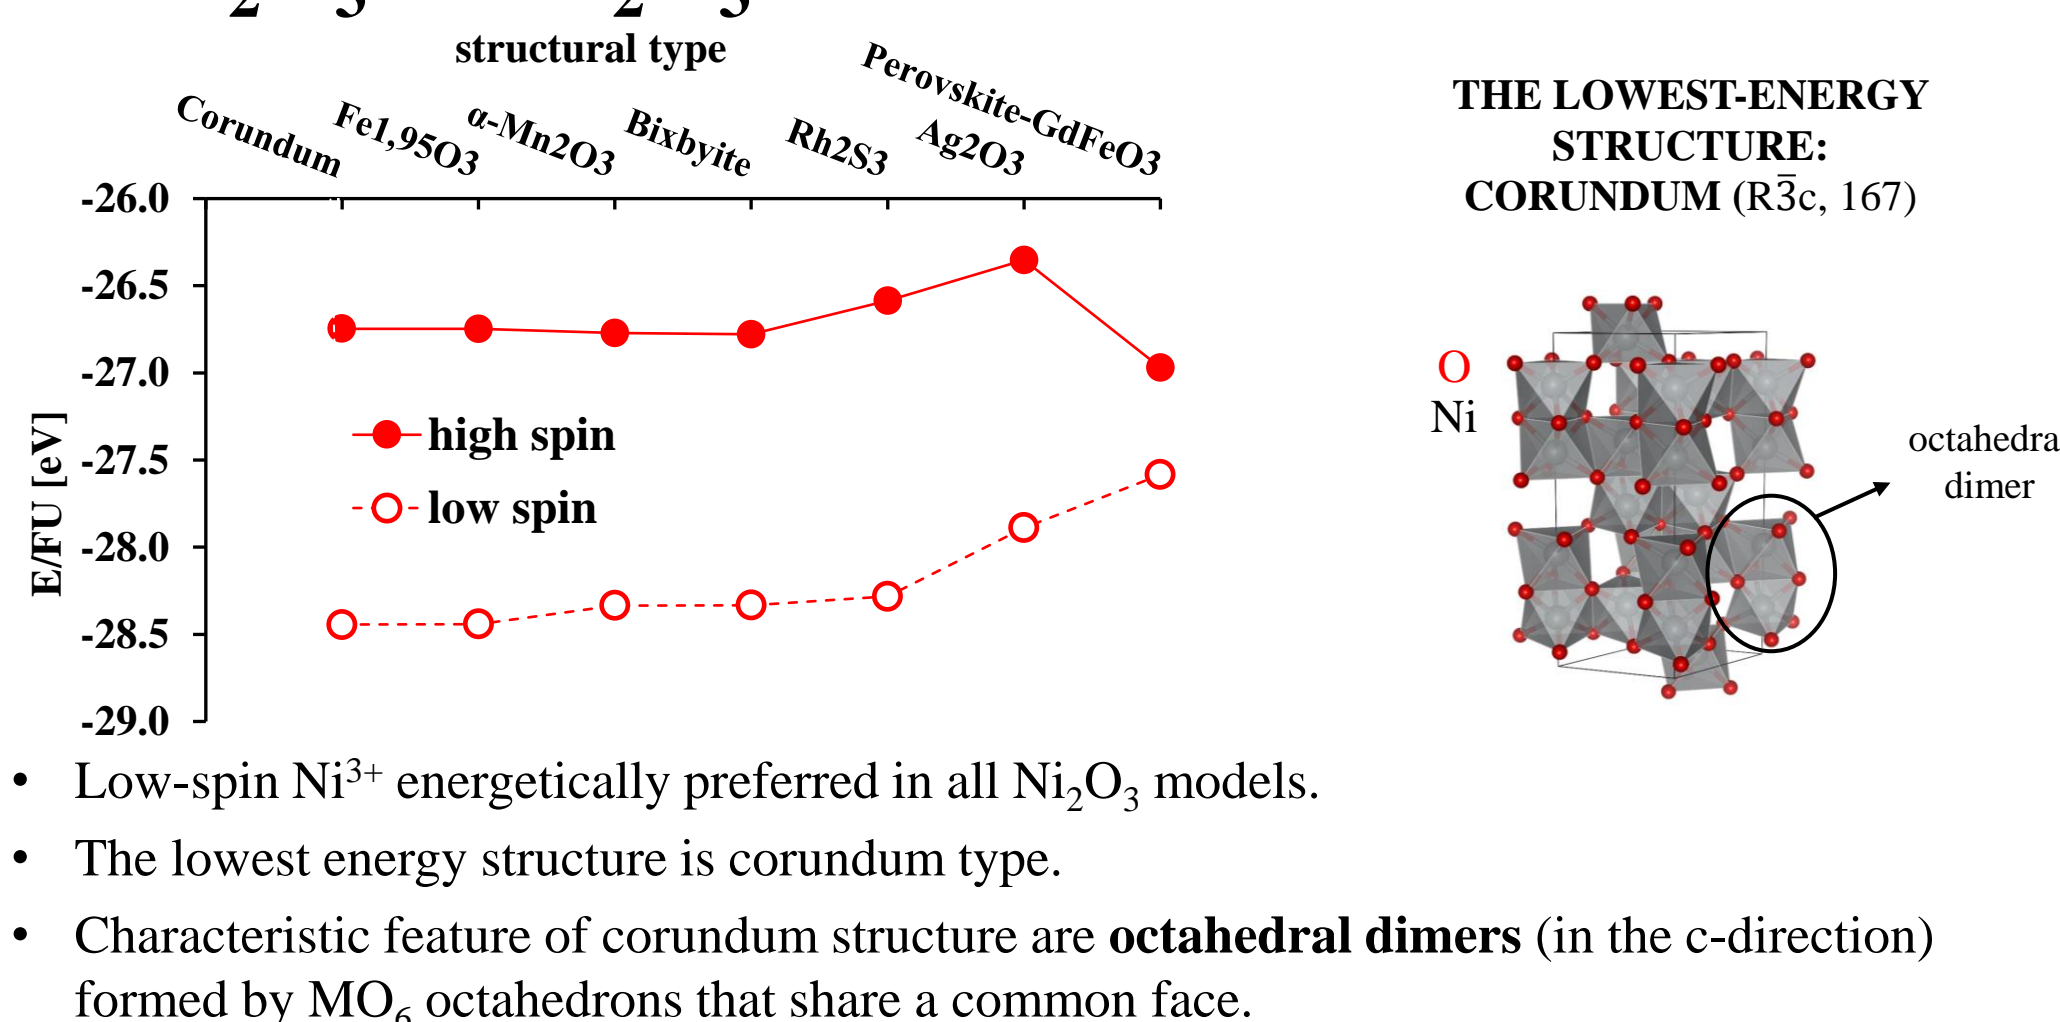 2 3 2 3
structural type
Corundum
Fe1,95O3
α-Mn2O3
Bixbyite
Rh2S3
Ag2O3
Perovskite-GdFeO3
-26.0
-26.5
-27.0
-27.5
-28.0
-28.5
-29.0
E/FU [eV]
high spin
low spin
THE LOWEST-ENERGY
STRUCTURE:
CORUNDUM (R3̅c, 167)
O
Ni
octahedra
dimer
• Low-spin Ni³⁺ energetically preferred in all Ni₂O₃ models.
• The lowest energy structure is corundum type.
• Characteristic feature of corundum structure are octahedral dimers (in the c-direction)
formed by MO₆ octahedrons that share a common face.